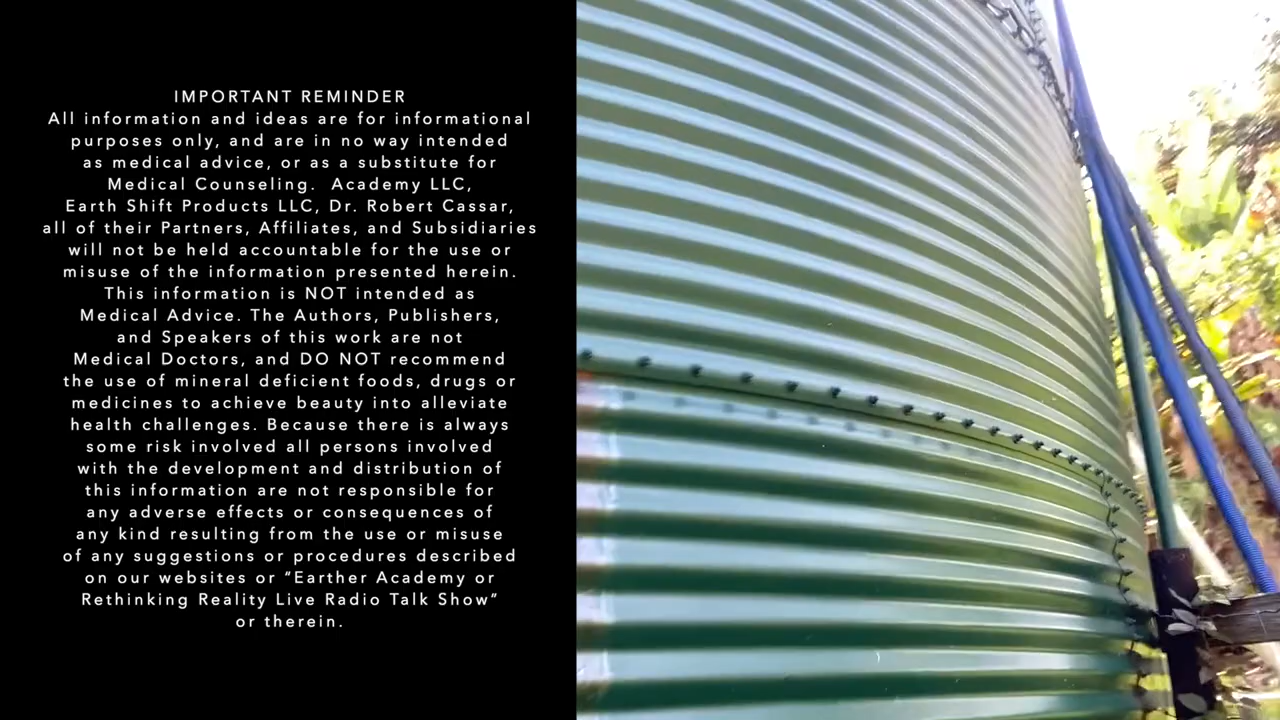 IMPORTANT REMINDER
All information and ideas are for informational
purposes only, and are in no way intended
as medical advice, or as a substitute for
Medical Counseling.  Academy LLC,
Earth Shift Products LLC, Dr. Robert Cassar,
all of their Partners, Affiliates, and Subsidiaries
will not be held accountable for the use or
misuse of the information presented herein.
This information is NOT intended as
Medical Advice. The Authors, Publishers,
and Speakers of this work are not
Medical Doctors, and DO NOT recommend
the use of mineral deficient foods, drugs or
medicines to achieve beauty into alleviate
health challenges. Because there is always
some risk involved all persons involved
with the development and distribution of
this information are not responsible for
any adverse effects or consequences of
any kind resulting from the use or misuse
of any suggestions or procedures described
on our websites or “Earther Academy or
Rethinking Reality Live Radio Talk Show”
or therein.